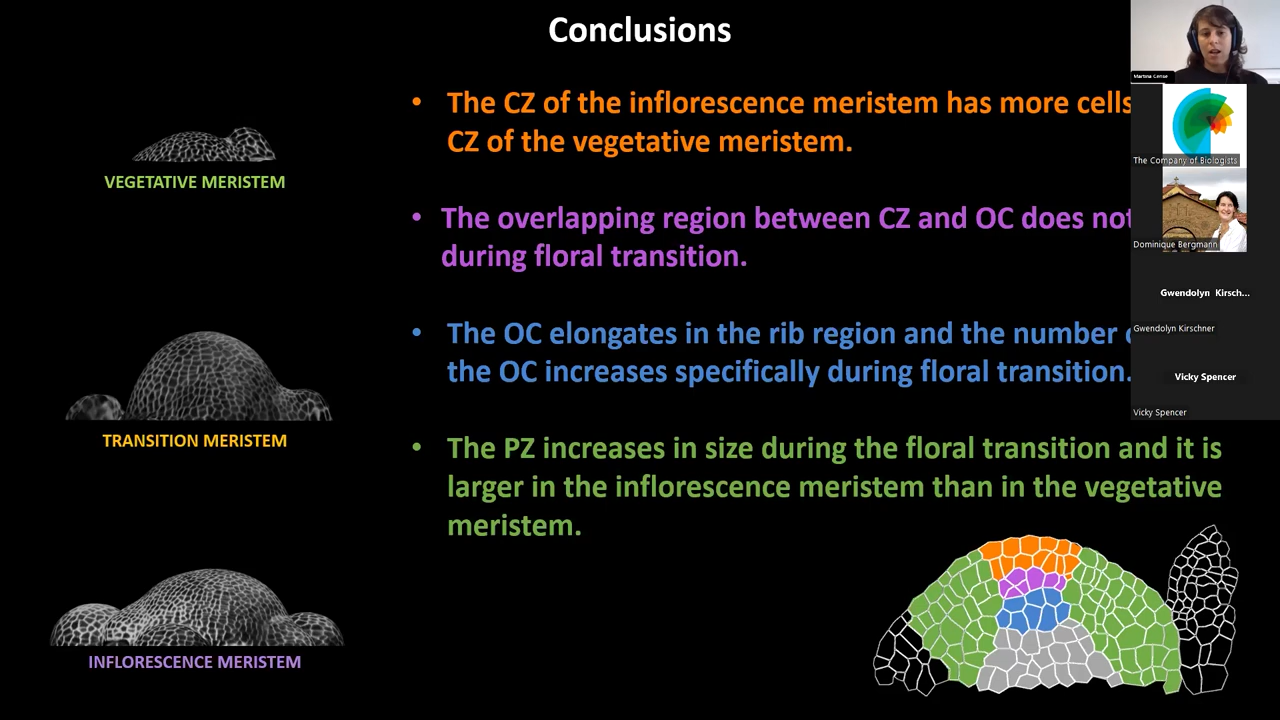 Conclusions
• The CZ of the inflorescence meristem has more cells
CZ of the vegetative meristem.
VEGETATIVE MERISTEM
• The overlapping region between CZ and OC does not
during floral transition.
• The OC elongates in the rib region and the number
the OC increases specifically during floral transition.
TRANSITION MERISTEM
• The PZ increases in size during the floral transition and it is
larger in the inflorescence meristem than in the vegetative
meristem.
INFLORESCENCE MERISTEM
Martina Cerise
The Company of Biologists
Dominique Bergmann
Gwendolyn Kirsch...
Gwendolyn Kirschner
Vicky Spencer
Vicky Spencer